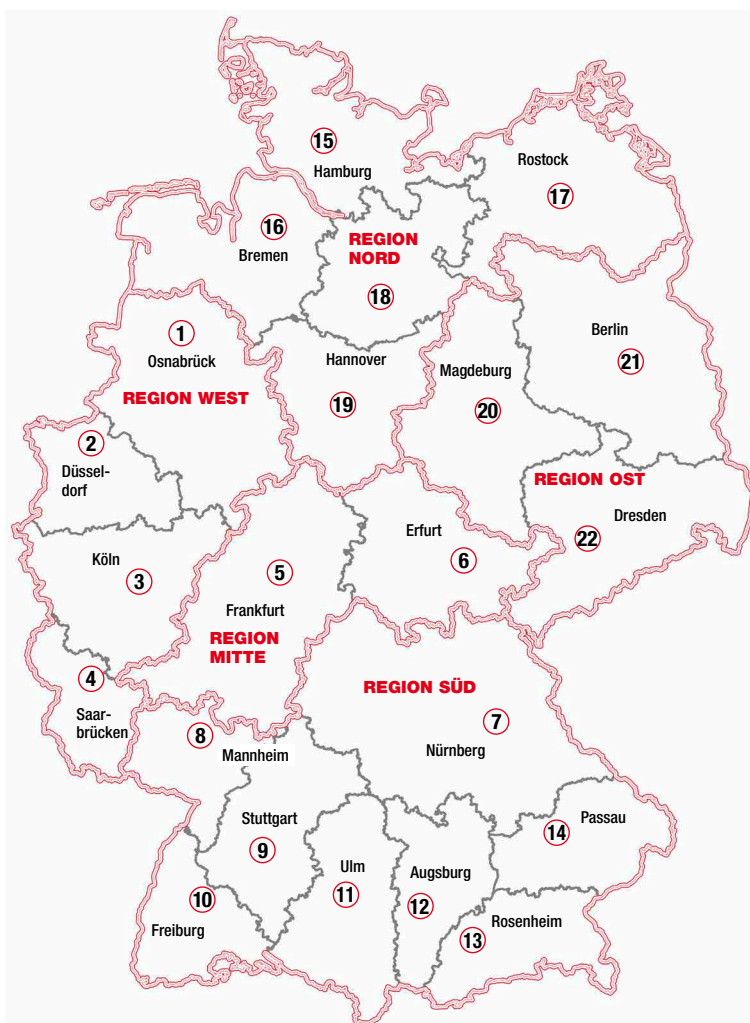 15
Hamburg
Rostock
17
16
Bremen
REGION
NORD
18
1
Osnabrück
REGION WEST
Hannover
19
Magdeburg
20
Berlin
21
2
Düssel-
dorf
REGION OST
Dresden
22
Köln
3
5
Frankfurt
REGION
MITTE
Erfurt
6
4
Saar-
brücken
REGION SÜD
7
Nürnberg
8
Mannheim
Stuttgart
9
10
Freiburg
Ulm
11
Augsburg
12
Passau
14
Rosenheim
13